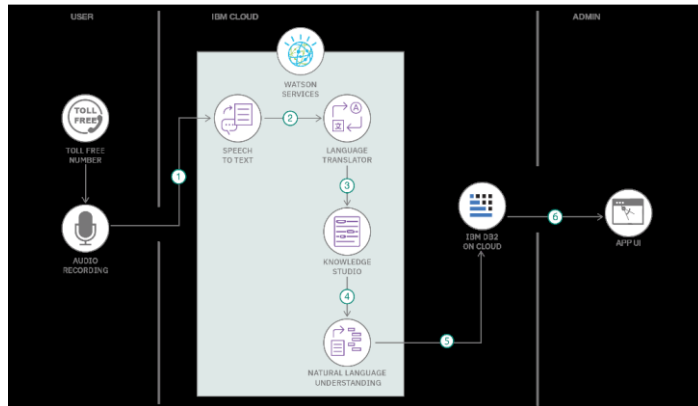 USER
IBM CLOUD
ADMIN
WATSON
SERVICES
TOLL
FREE
TOLL FREE
NUMBER
SPEECH
TO TEXT
2
A
文
LANGUAGE
TRANSLATOR
1
3
AUDIO
RECORDING
KNOWLEDGE
STUDIO
IBM DB2
ON CLOUD
6
APP UI
4
5
NATURAL LANGUAGE
UNDERSTANDING